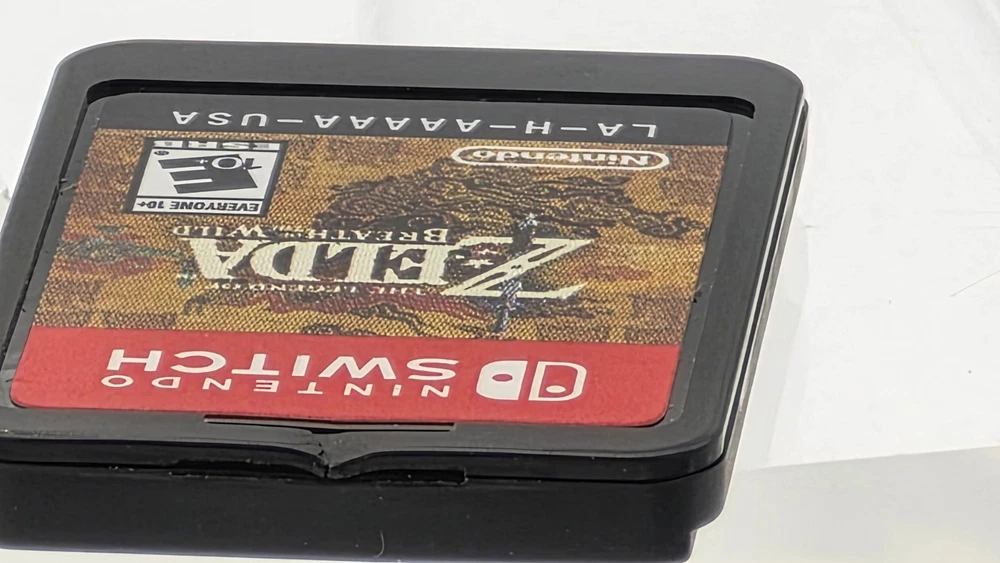 NINTENDO
SWITCH
THE LEGEND OF
ZELDA
BREATH OF THE WILD
EVERYONE 10+
E
10+
ESRB
Nintendo
LA-H-AAAAA-USA